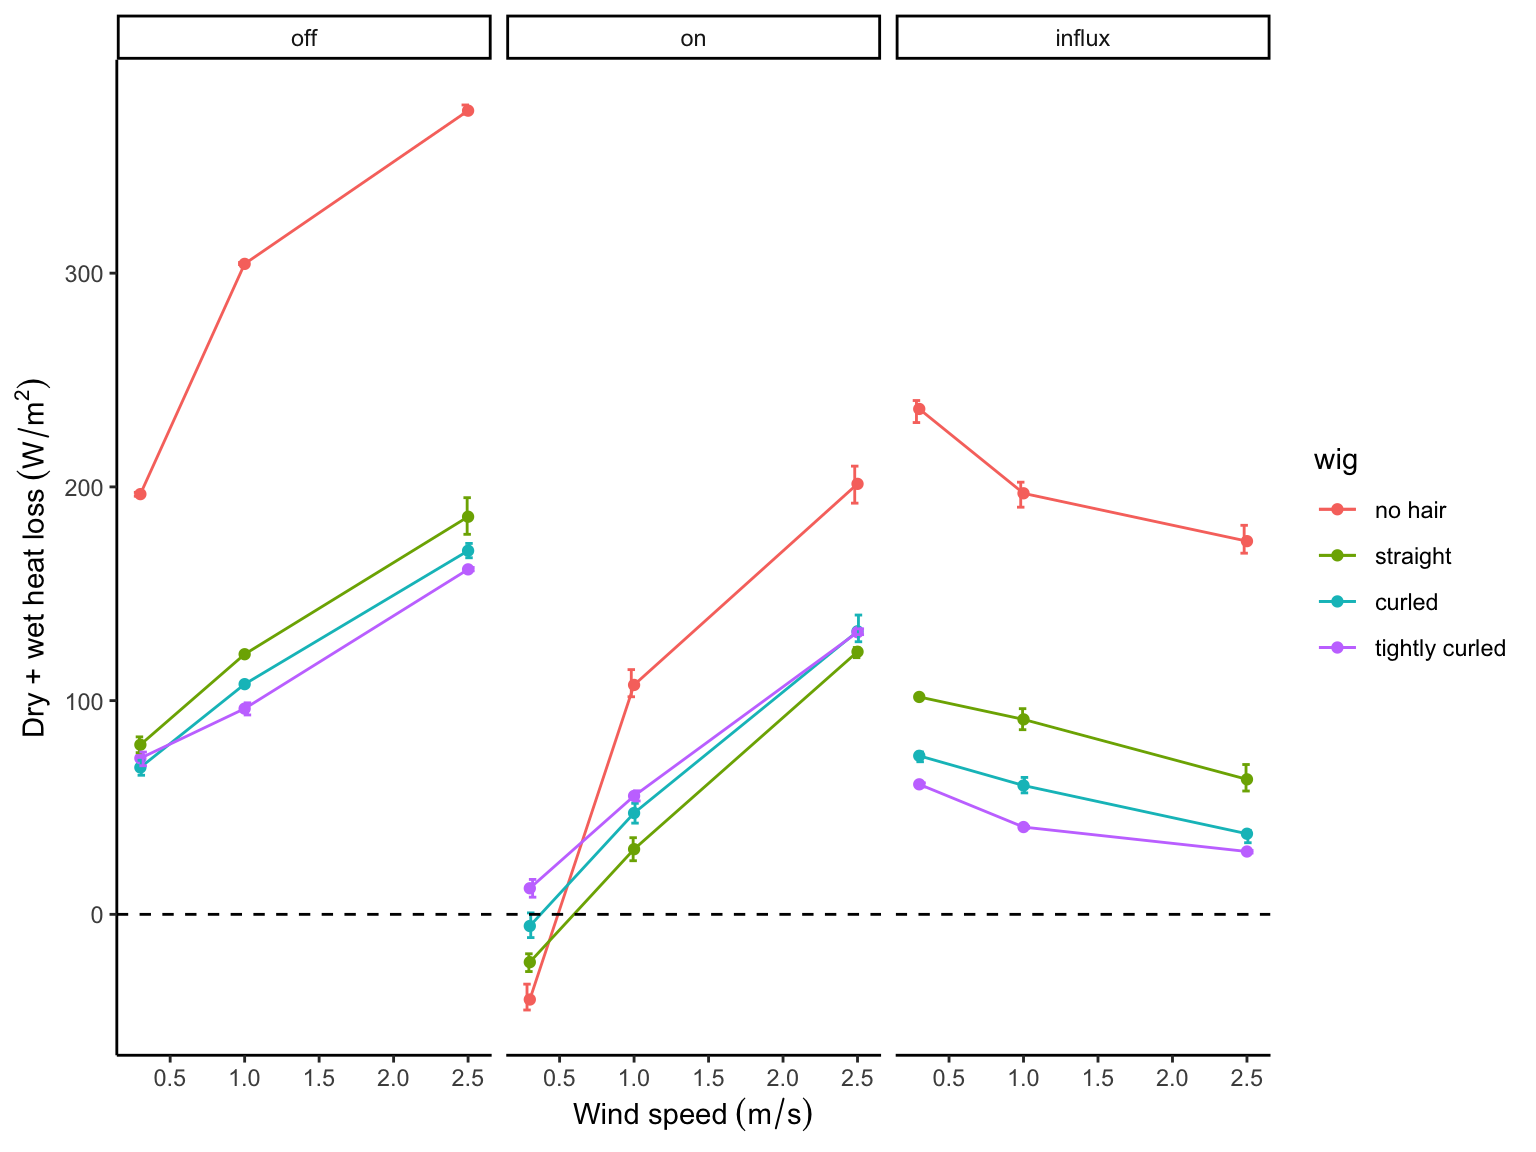 off on influx
300
200
100
0
Dry + wet heat loss (W/m²)
0.5 1.0 1.5 2.0 2.5 0.5 1.0 1.5 2.0 2.5 0.5 1.0 1.5 2.0 2.5
Wind speed (m/s)
wig
no hair
straight
curled
tightly curled